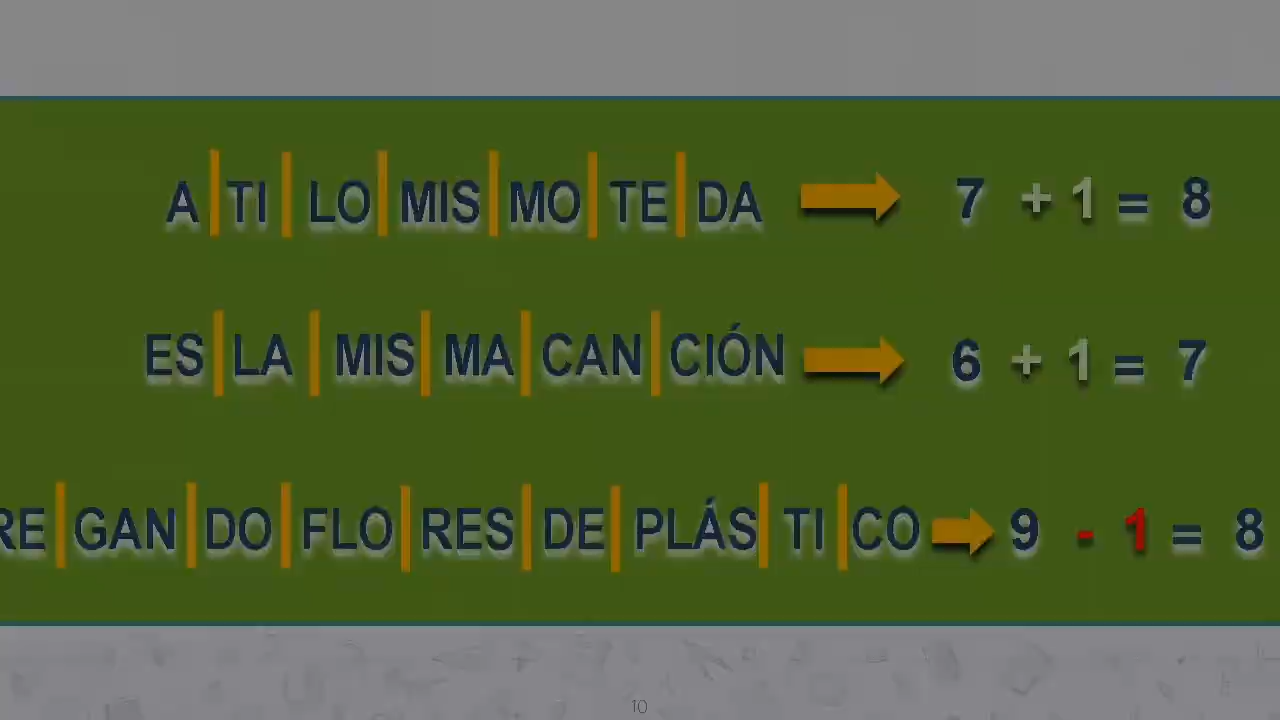 A | TI | LO | MIS | MO | TE | DA 7 + 1 = 8
ES | LA | MIS | MA | CAN | CIÓN 6 + 1 = 7
RE | GAN | DO | FLO | RES | DE | PLÁS | TI | CO 9 - 1 = 8
10